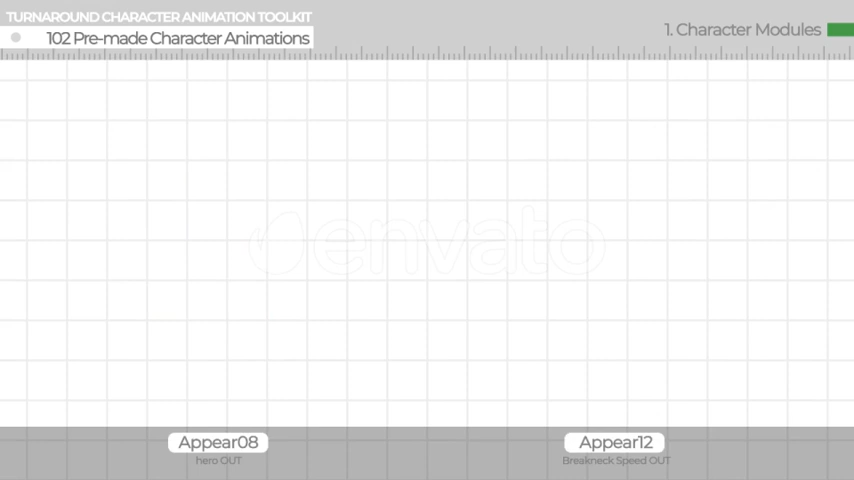 TURNAROUND CHARACTER ANIMATION TOOLKIT
102 Pre-made Character Animations
1. Character Modules
envato
Appear08
Appear12
hero OUT
Breakneck Speed OUT